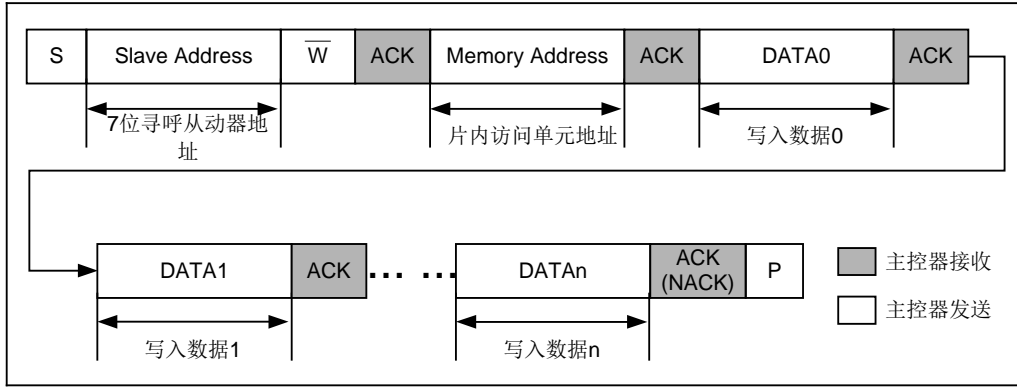 S Slave Address W̅ ACK Memory Address ACK DATA0 ACK
7位寻呼从动器地
址
片内访问单元地址
写入数据0
DATA1 ACK ... ... DATAn ACK
(NACK) P
主控器接收
主控器发送
写入数据1
写入数据n